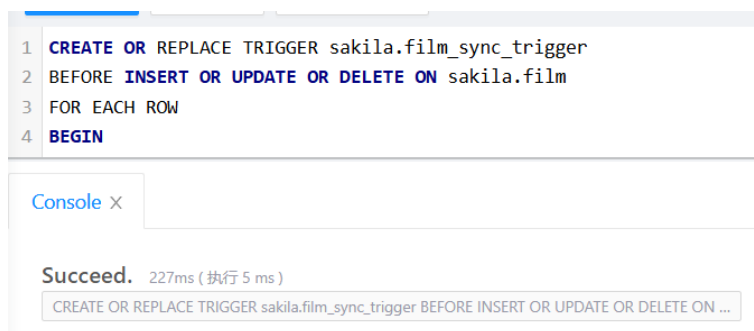 1 CREATE OR REPLACE TRIGGER sakila.film_sync_trigger
2 BEFORE INSERT OR UPDATE OR DELETE ON sakila.film
3 FOR EACH ROW
4 BEGIN
Console ×
Succeed. 227ms ( 执行 5 ms )
CREATE OR REPLACE TRIGGER sakila.film_sync_trigger BEFORE INSERT OR UPDATE OR DELETE ON ...